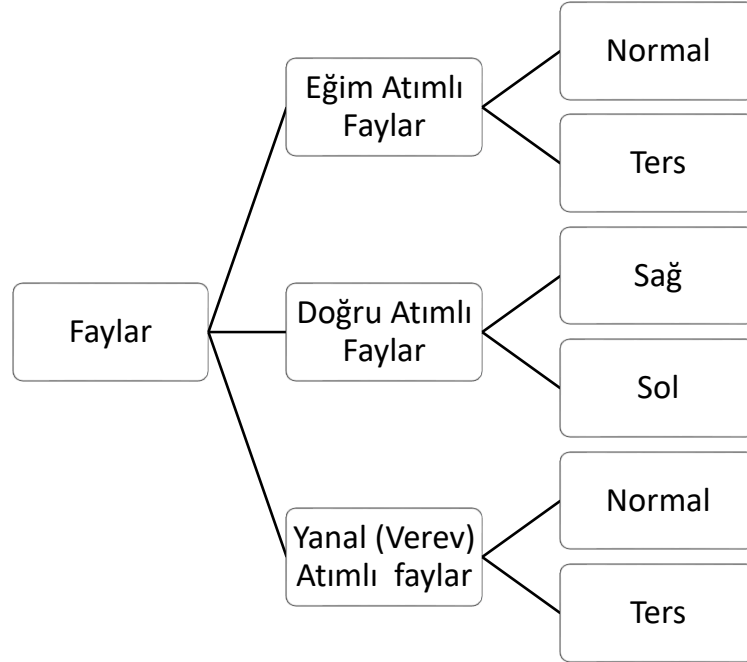 Faylar
Eğim Atımlı
Faylar
Normal
Ters
Doğru Atımlı
Faylar
Sağ
Sol
Yanal (Verev)
Atımlı faylar
Normal
Ters